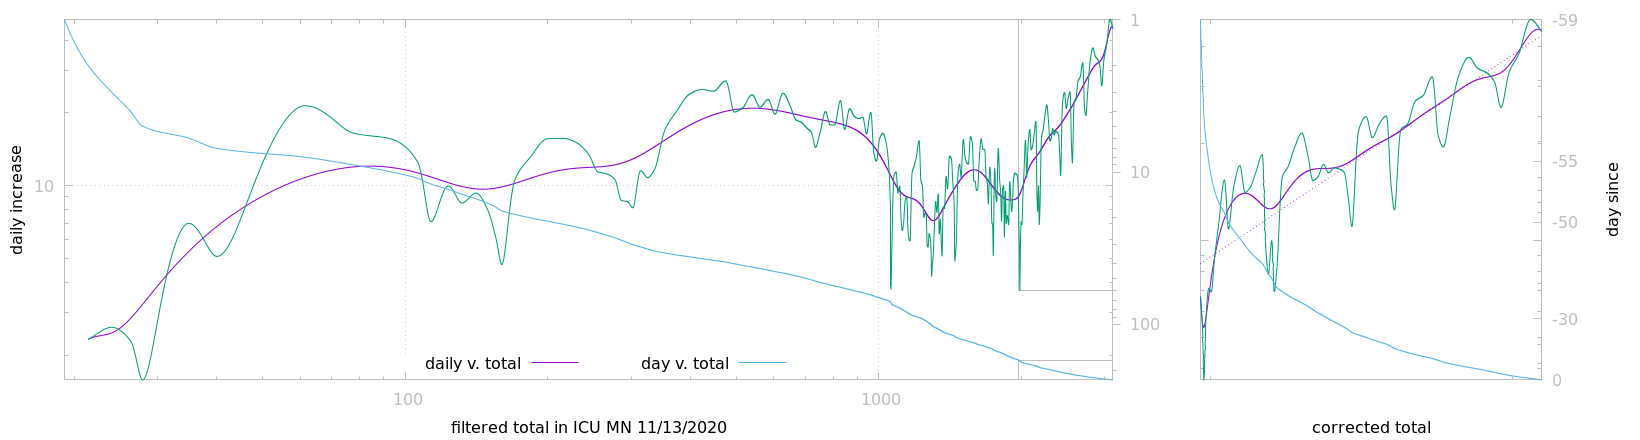 1
10
100
daily increase
10
daily v. total
day v. total
100
1000
filtered total in ICU MN 11/13/2020
-59
-55
-50
-30
0
day since
corrected total